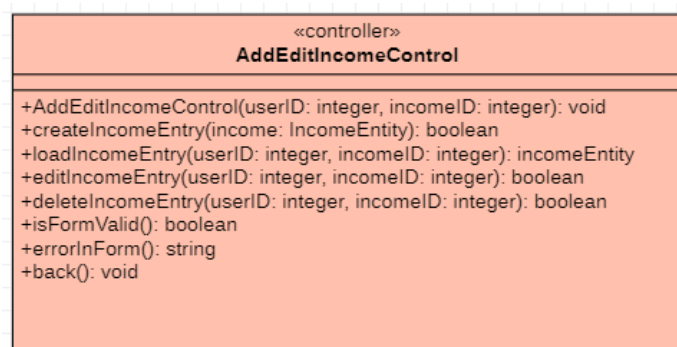 «controller»
AddEditIncomeControl
+AddEditIncomeControl(userID: integer, incomeID: integer): void
+createIncomeEntry(income: IncomeEntity): boolean
+loadIncomeEntry(userID: integer, incomeID: integer): incomeEntity
+editIncomeEntry(userID: integer, incomeID: integer): boolean
+deleteIncomeEntry(userID: integer, incomeID: integer): boolean
+isFormValid(): boolean
+errorInForm(): string
+back(): void